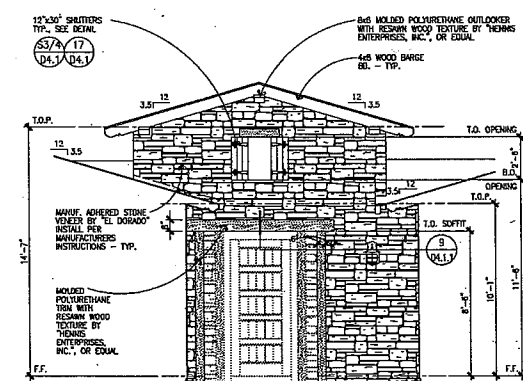 12"x30" SHUTTERS
TYP., SEE DETAIL
S3/4 17
D4.1 D4.1
6x6 MOLDED POLYURETHANE OUTLOOKER
WITH RESAWN WOOD TEXTURE BY "HENNIS
ENTERPRISES, INC.", OR EQUAL
4x8 WOOD BARGE
BD. - TYP.
12
3.5
12
3.5
T.O.P.
T.O. OPENING
12
3.5
12
3.5
2'-8"
B.O.
OPENING
T.O.P.
MANUF. ADHERED STONE
VENEER BY "EL DORADO"
INSTALL PER
MANUFACTURERS
INSTRUCTIONS - TYP.
T.O. SOFFIT
9
D4.1.1
14'-7"
8'-6"
10'-1"
11'-6"
MOLDED
POLYURETHANE
TRIM WITH
RESAWN WOOD
TEXTURE BY
"HENNIS
ENTERPRISES,
INC.", OR EQUAL
F.F.
F.F.